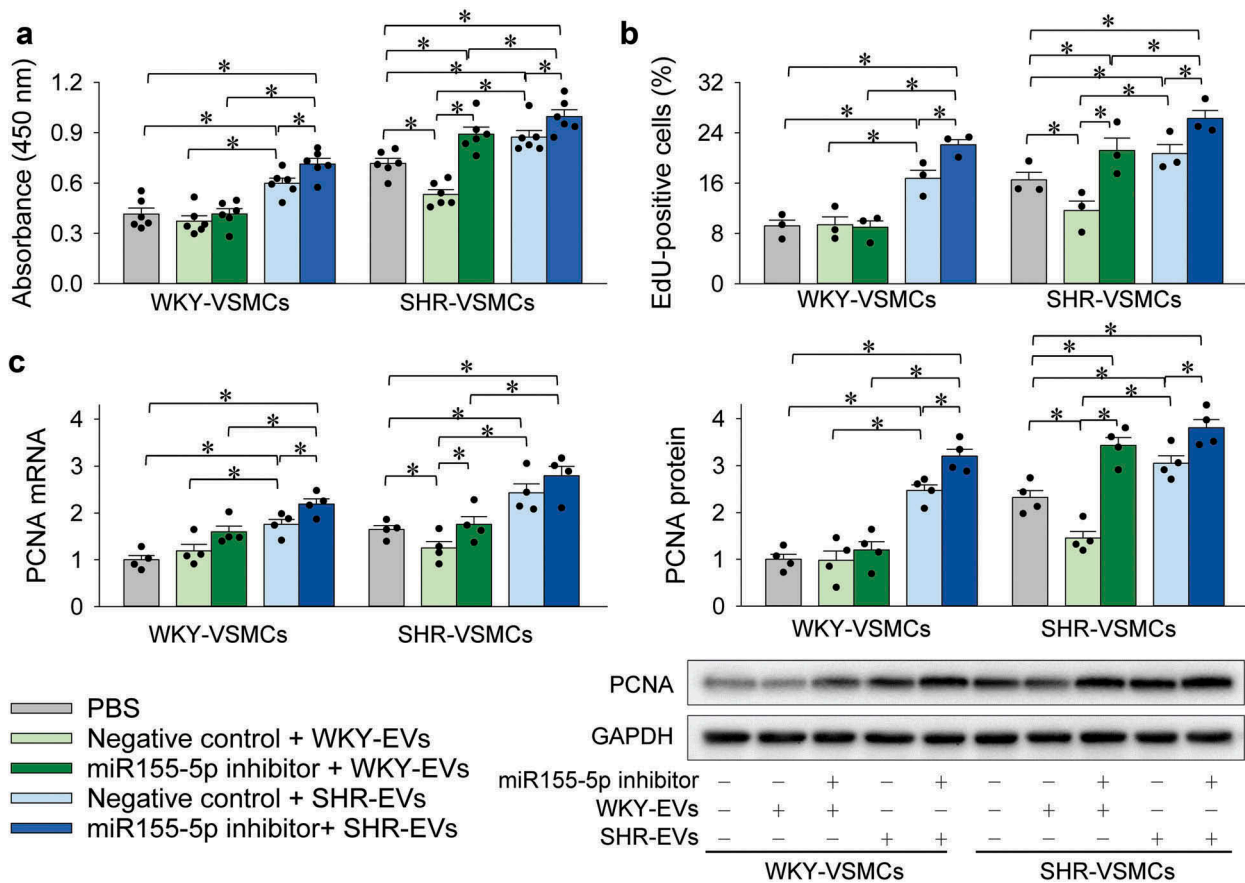 a
Absorbance (450 nm)
1.2
0.9
0.6
0.3
0.0
* * * * * *
* * * * * * * *
WKY-VSMCs
SHR-VSMCs
b
EdU-positive cells (%)
32
24
16
8
0
* * * * * *
* * * * * * * *
WKY-VSMCs
SHR-VSMCs
c
PCNA mRNA
4
3
2
1
0
* * * * *
* * * * * *
WKY-VSMCs
SHR-VSMCs
PCNA protein
4
3
2
1
0
* * * * *
* * * * * * *
WKY-VSMCs
SHR-VSMCs
PBS
Negative control + WKY-EVs
miR155-5p inhibitor + WKY-EVs
Negative control + SHR-EVs
miR155-5p inhibitor+ SHR-EVs
PCNA
GAPDH
miR155-5p inhibitor − − + − + − − + − +
WKY-EVs − + + − − − + + − −
SHR-EVs − − − + + − − − + +
WKY-VSMCs
SHR-VSMCs